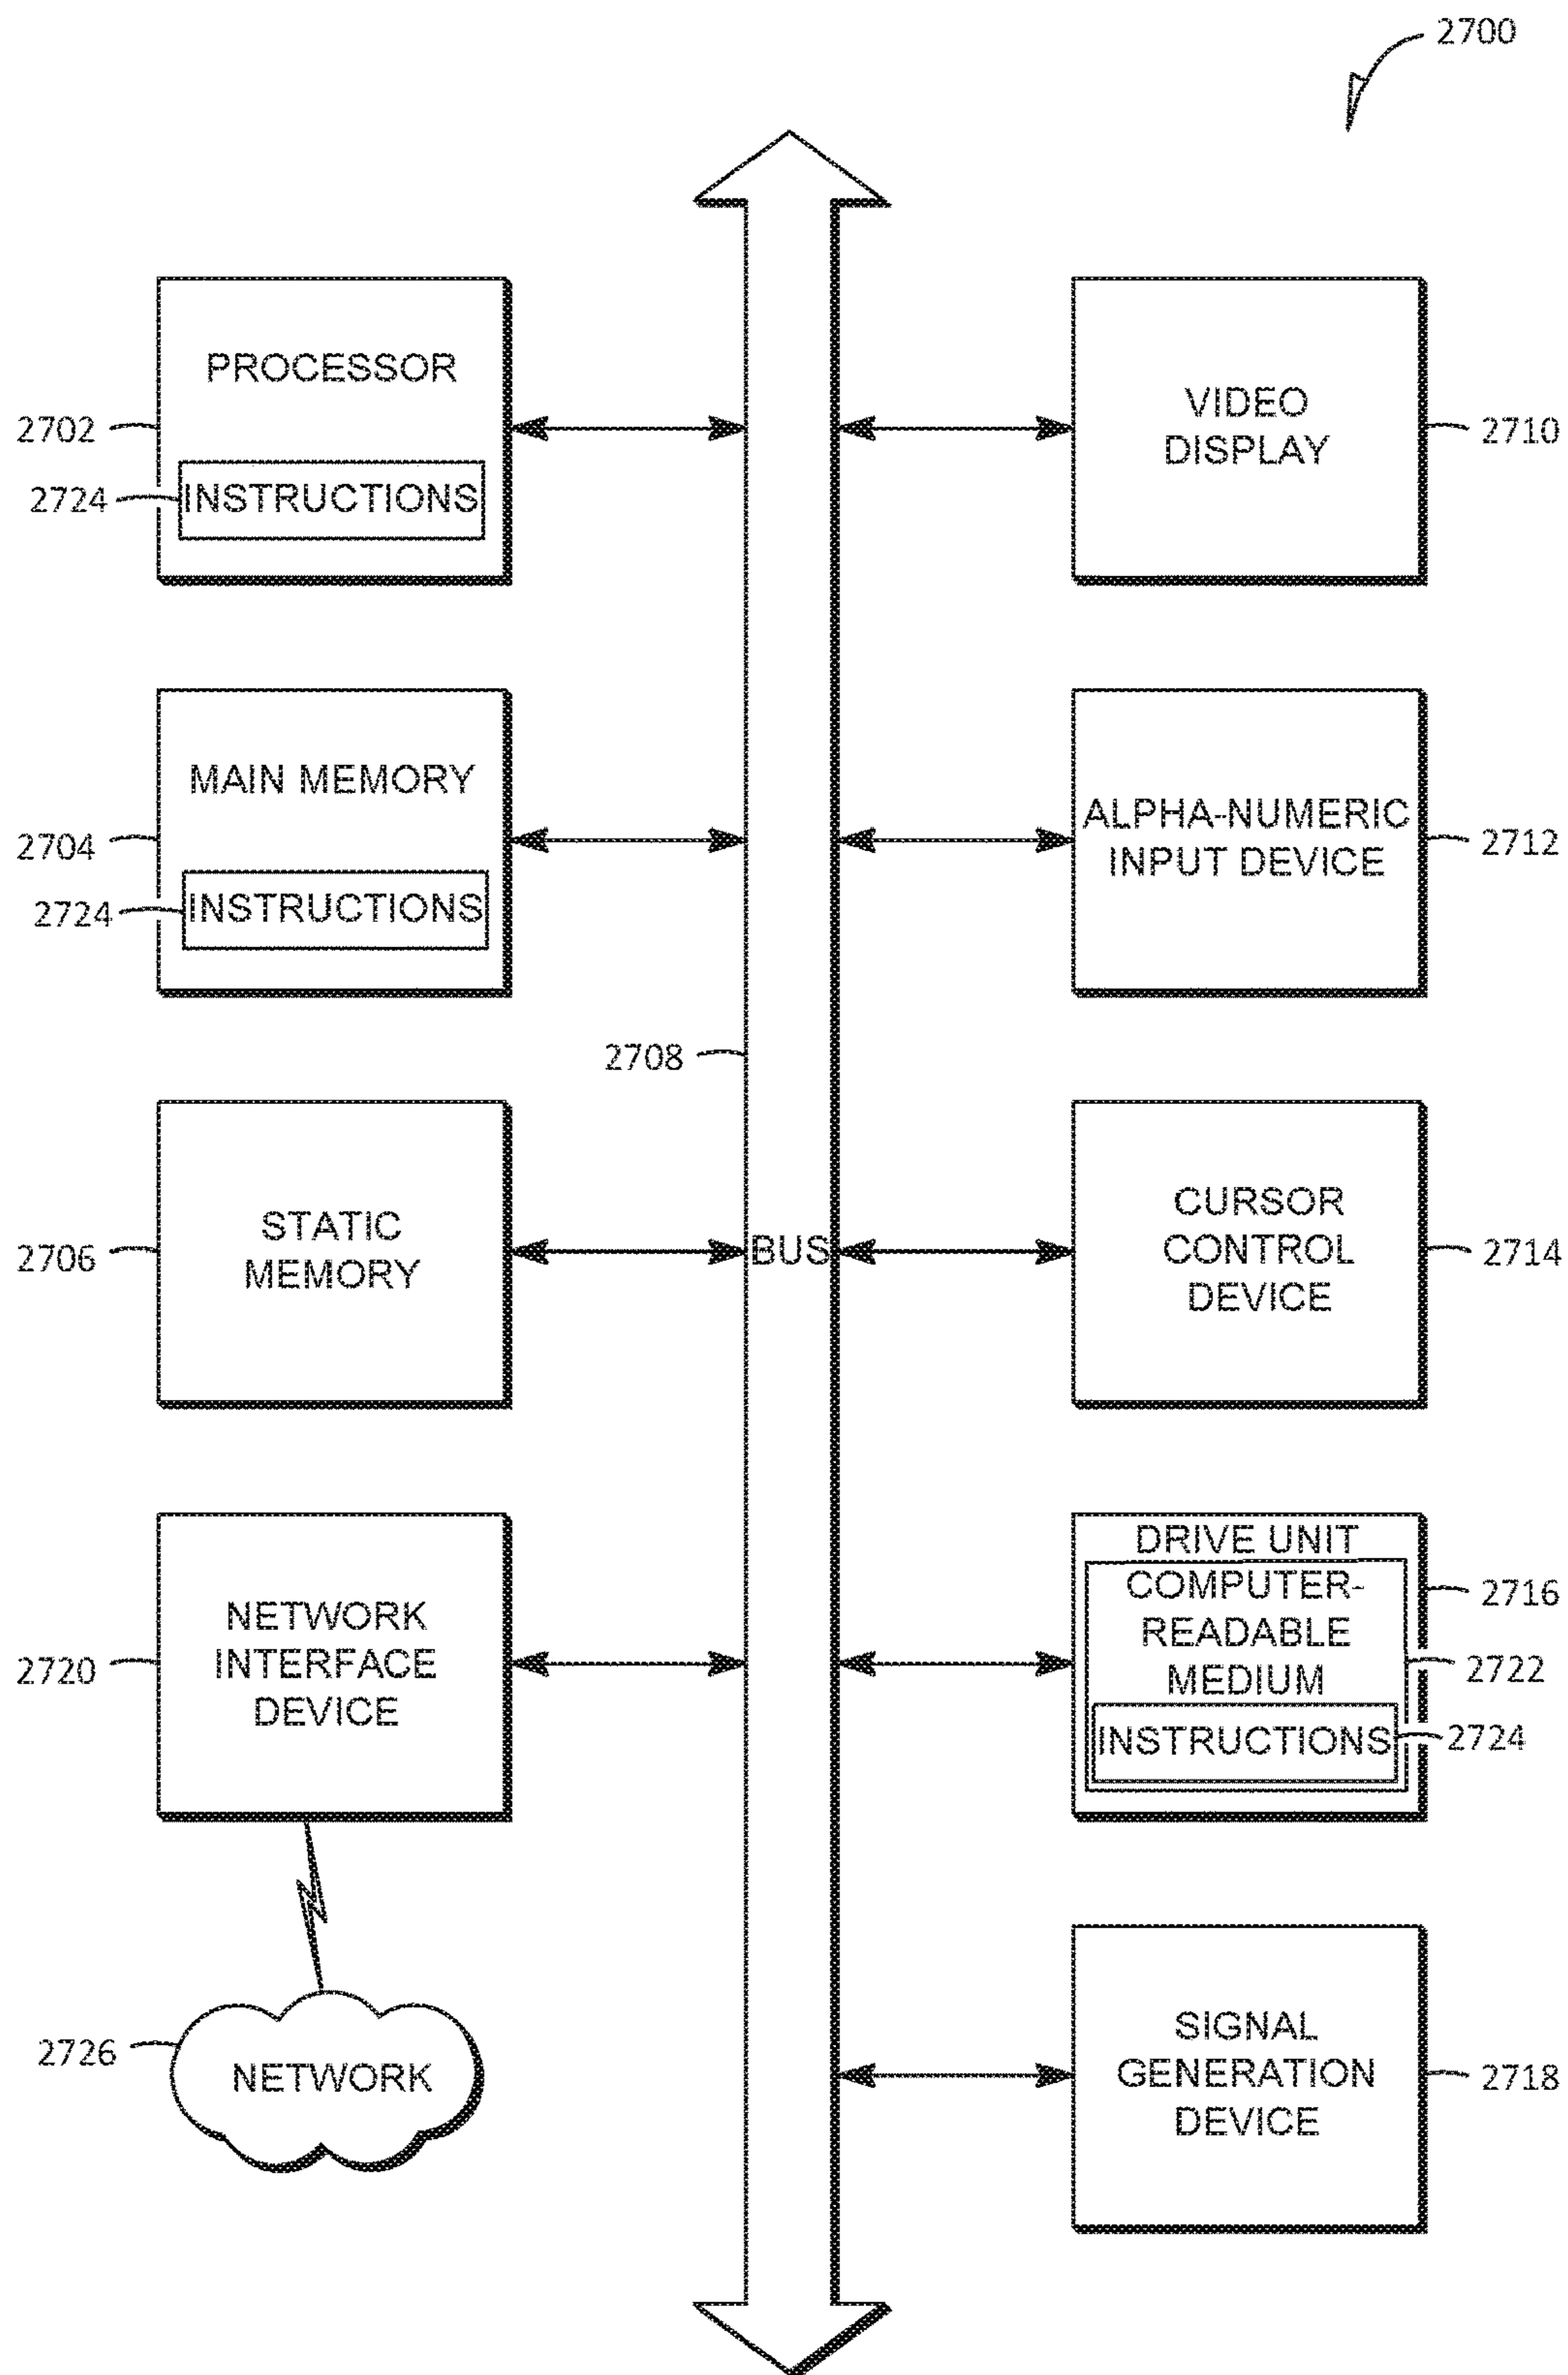 2700
PROCESSOR
2702
2724
INSTRUCTIONS
VIDEO
DISPLAY
2710
MAIN MEMORY
2704
2724
INSTRUCTIONS
ALPHA-NUMERIC
INPUT DEVICE
2712
2708
STATIC
MEMORY
2706
BUS
CURSOR
CONTROL
DEVICE
2714
NETWORK
INTERFACE
DEVICE
2720
DRIVE UNIT
COMPUTER-
READABLE
MEDIUM
INSTRUCTIONS
2716
2722
2724
2726
NETWORK
SIGNAL
GENERATION
DEVICE
2718